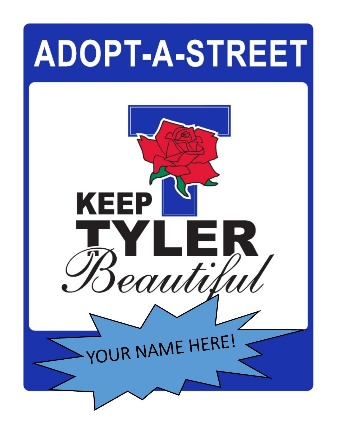 ADOPT-A-STREET
T
KEEP
TYLER
Beautiful
YOUR NAME HERE!